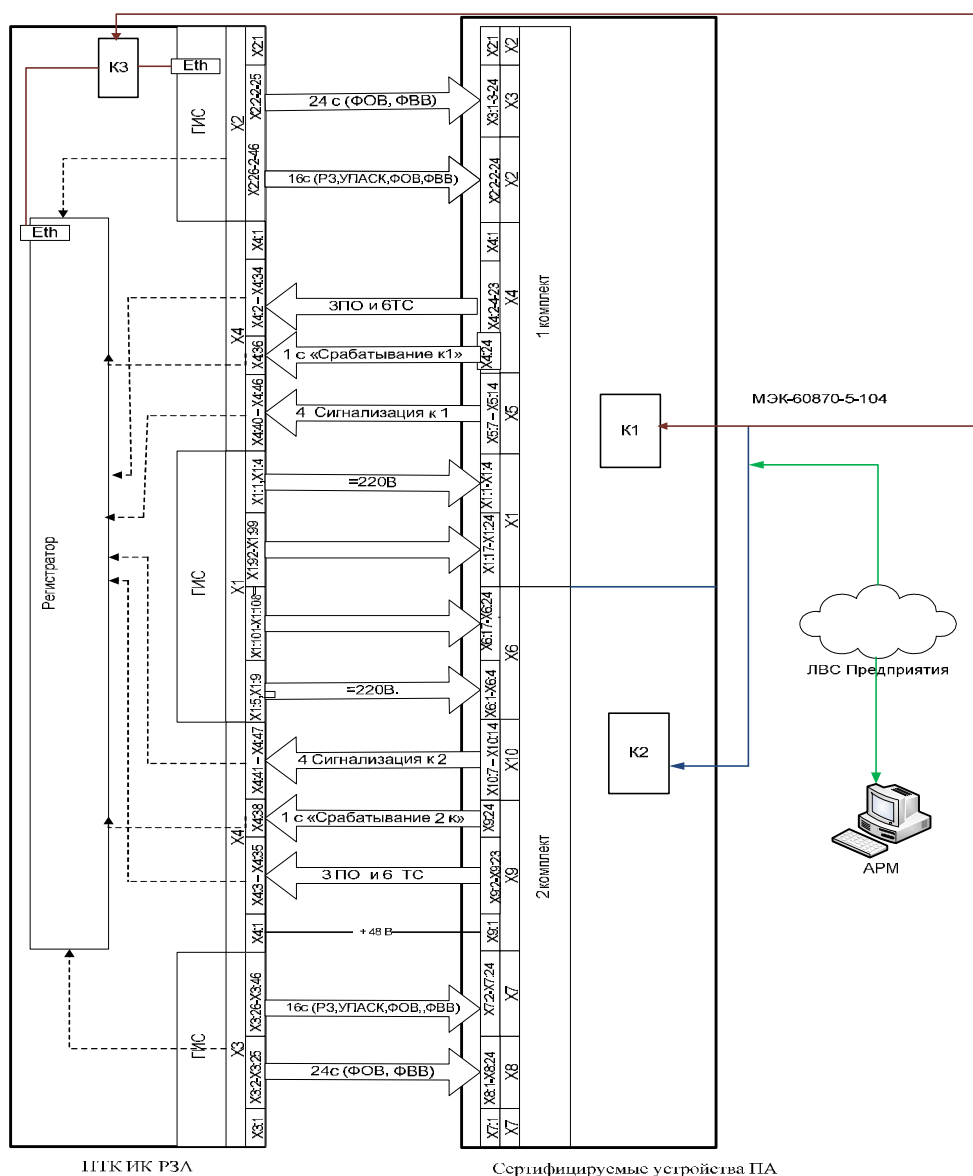 К3
Eth
Eth
Регистратор
ГИС
ГИС
ГИС
X2
X4
X1
X4
X3
X2:1
X2:2-2-25
X2:26-2-46
X4:1
X4:2 – X4:34
X4:36
X4:40 – X4:46
X1:1,X1:4
X1:92-X1:99
X1:101-X1:108=
X1:5,X1:9
X4:41 – X4:47
X4:38
X4:3 – X4:35
X4:1
X3:26-X3:46
X3:2-X3:25
X3:1
24 с (ФОВ, ФВВ)
16с (РЗ,УПАСК,ФОВ,ФВВ)
3ПО и 6ТС
1 с «Срабатывание к1»
4 Сигнализация к 1
=220В
=220В.
4 Сигнализация к 2
1 с «Срабатывание 2 к»
3 ПО и 6 ТС
+ 48 В
16с (РЗ,УПАСК,ФОВ,,ФВВ)
24с (ФОВ, ФВВ)
X2:1
X3:1-3-24
X2:2-2-24
X4:1
X4:2-4-23
X4:24
X5:7 – X5:14
X1:1-X1:4
X1:17-X1:24
X6:17-X6:24
X6:1-X6:4
X10:7 – X10:14
X9:24
X9:2-X9:23
X9:1
X7:2-X7:24
X8:1-X8:24
X7:1
X2
X3
X2
X4
X5
X1
X6
X10
X9
X7
X8
X7
1 комплект
2 комплект
К1
К2
МЭК-60870-5-104
ЛВС Предприятия
АРМ
ПТК ИК РЗА
Сертифицируемые устройства ПА